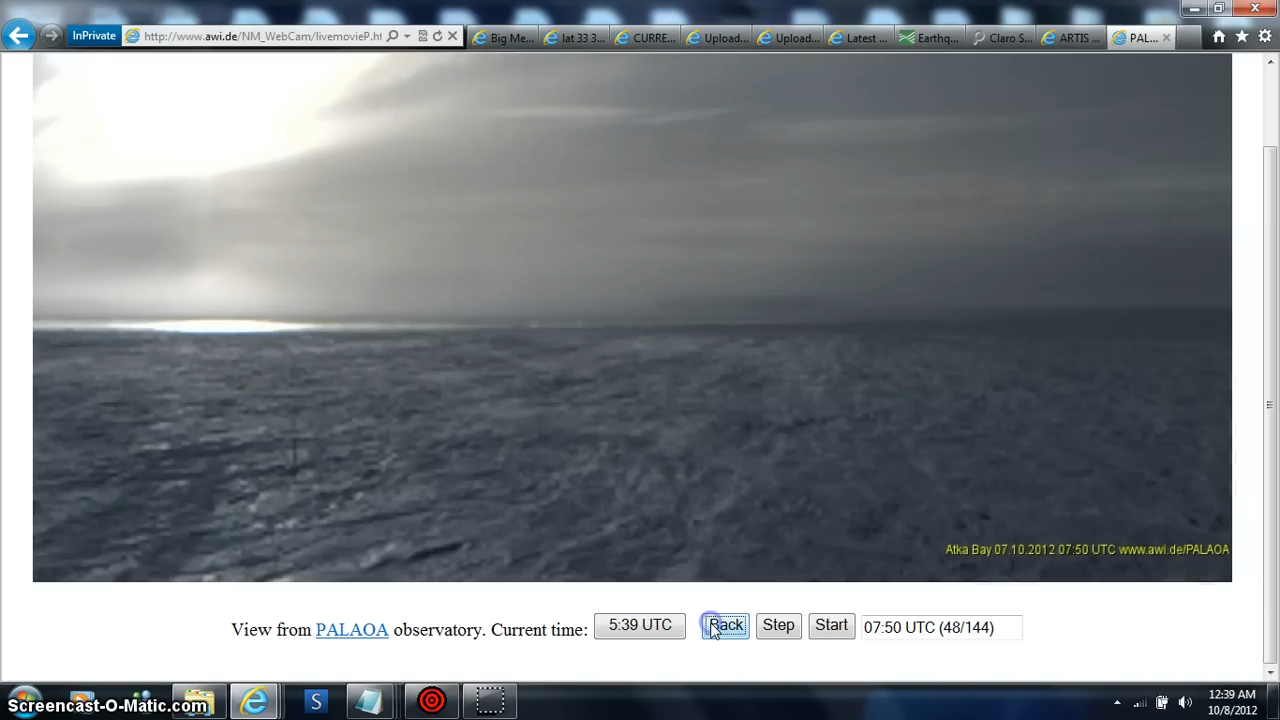 InPrivate
http://www.awi.de/NM_WebCam/livemovieP.ht
Big Me...
lat 33 3...
CURRE...
Upload...
Upload...
Latest ...
Earthq...
Claro S...
ARTIS ...
PAL...
Atka Bay 07.10.2012 07:50 UTC www.awi.de/PALAOA
View from PALAOA observatory. Current time: 5:39 UTC Back Step Start 07:50 UTC (48/144)
S
12:39 AM
10/8/2012
Screencast-O-Matic.com